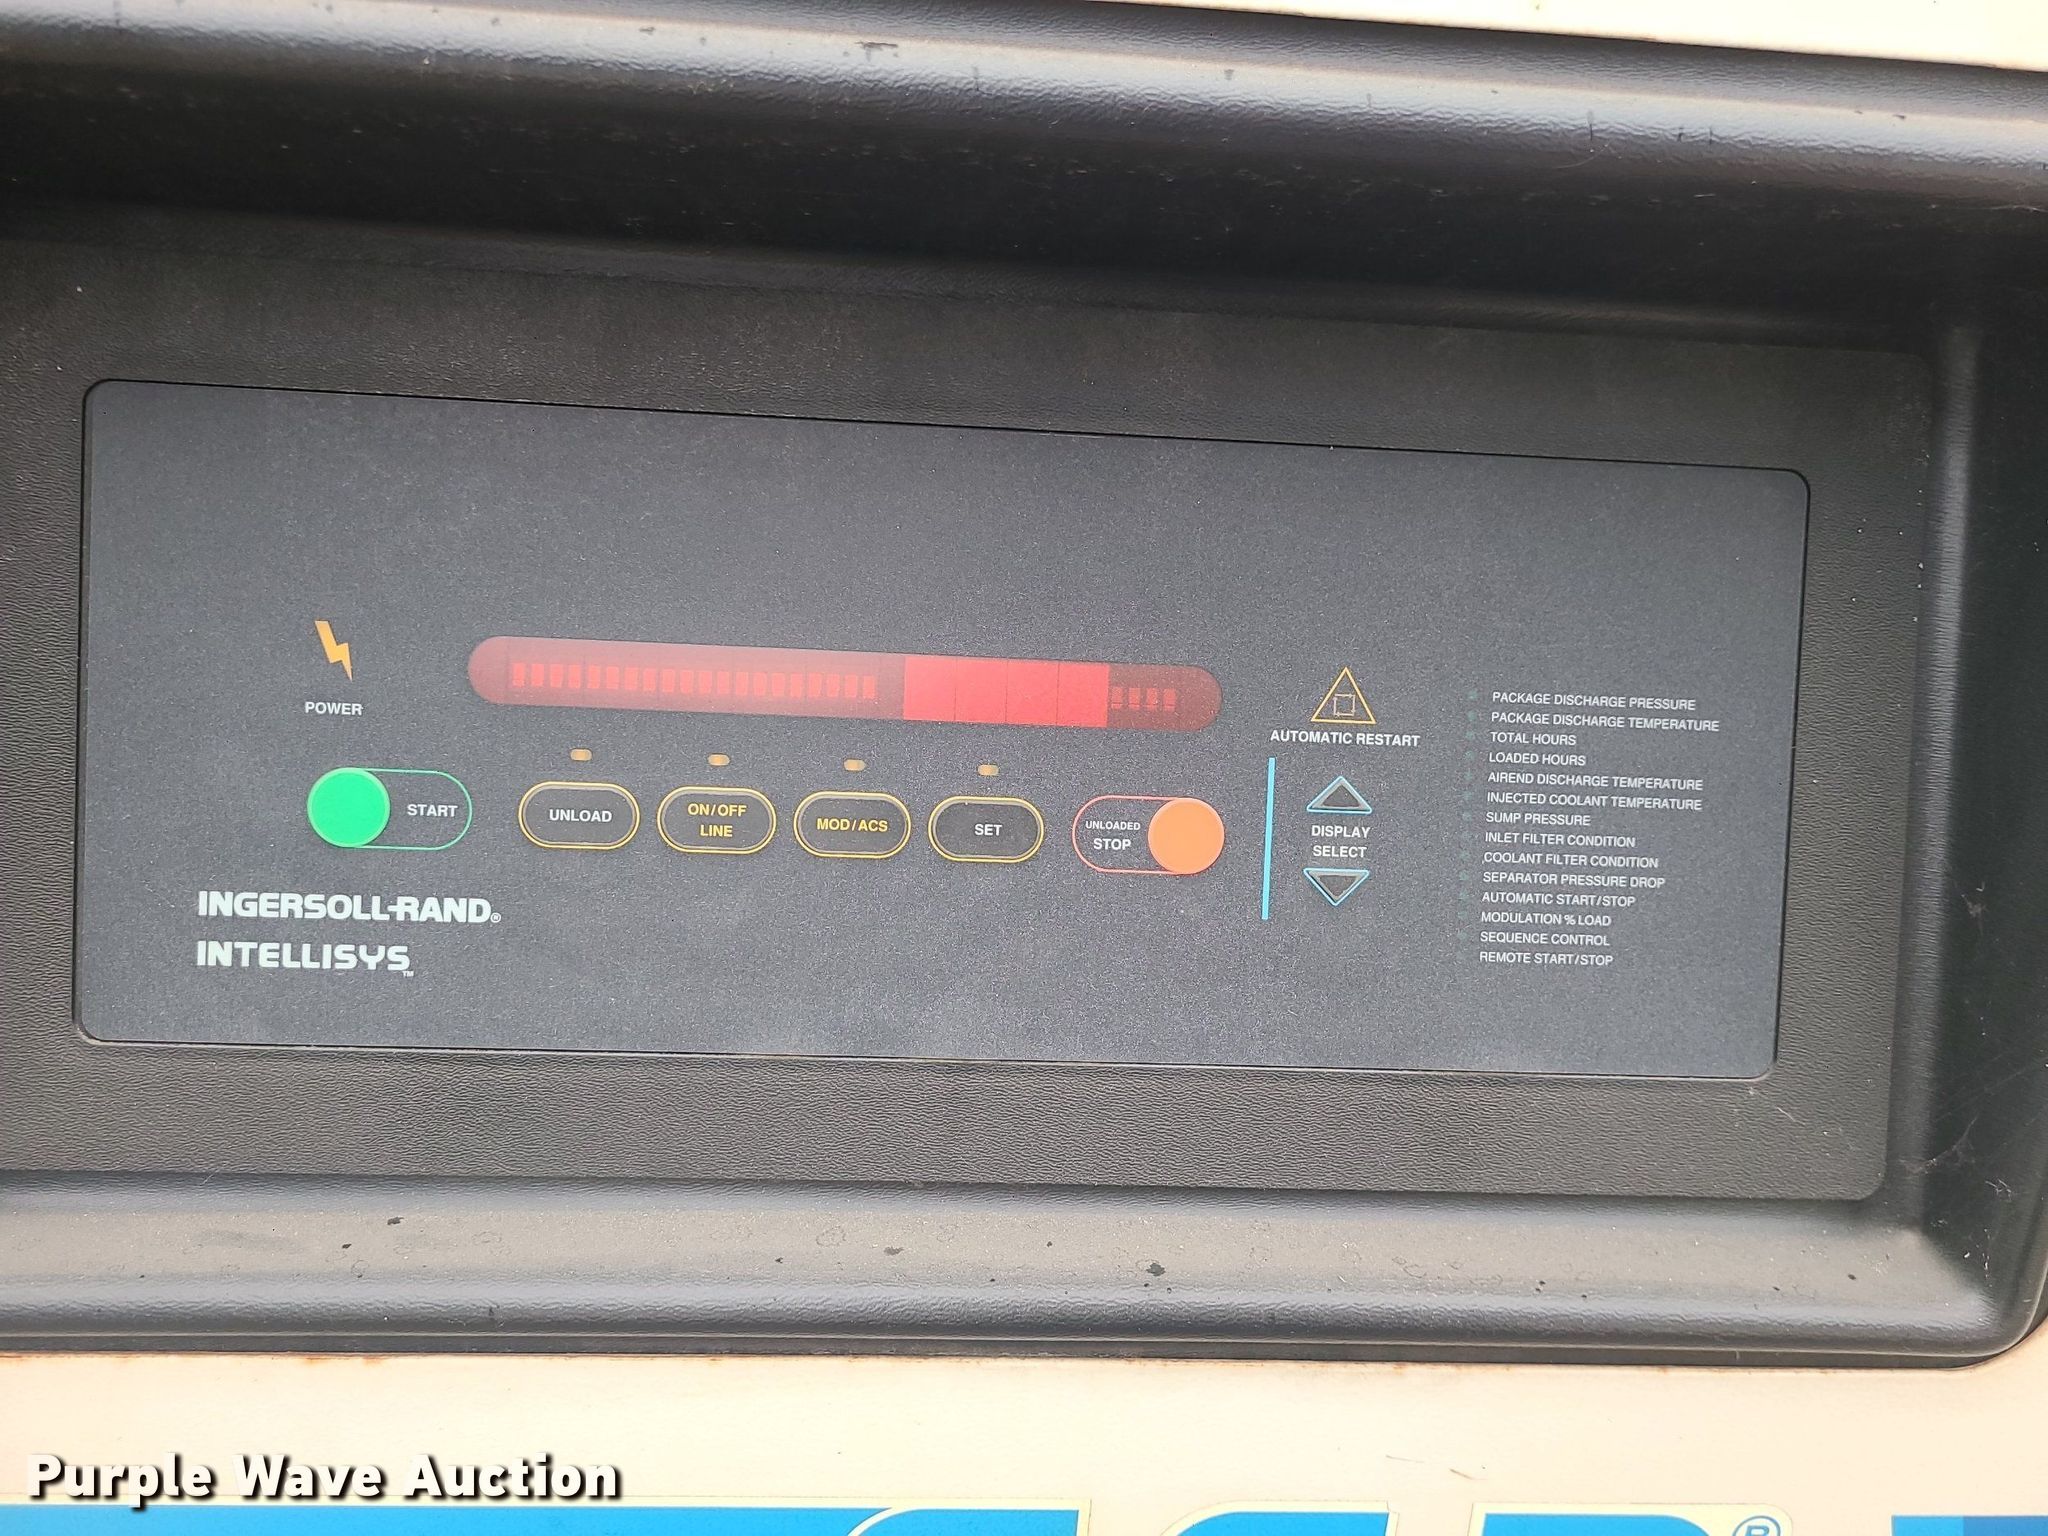 POWER
START
UNLOAD
ON/OFF
LINE
MOD/ACS
SET
UNLOADED
STOP
AUTOMATIC RESTART
DISPLAY
SELECT
PACKAGE DISCHARGE PRESSURE
PACKAGE DISCHARGE TEMPERATURE
TOTAL HOURS
LOADED HOURS
AIREND DISCHARGE TEMPERATURE
INJECTED COOLANT TEMPERATURE
SUMP PRESSURE
INLET FILTER CONDITION
COOLANT FILTER CONDITION
SEPARATOR PRESSURE DROP
AUTOMATIC START/STOP
MODULATION % LOAD
SEQUENCE CONTROL
REMOTE START/STOP
INGERSOLL-RAND®
INTELLISYS™
Purple Wave Auction
®